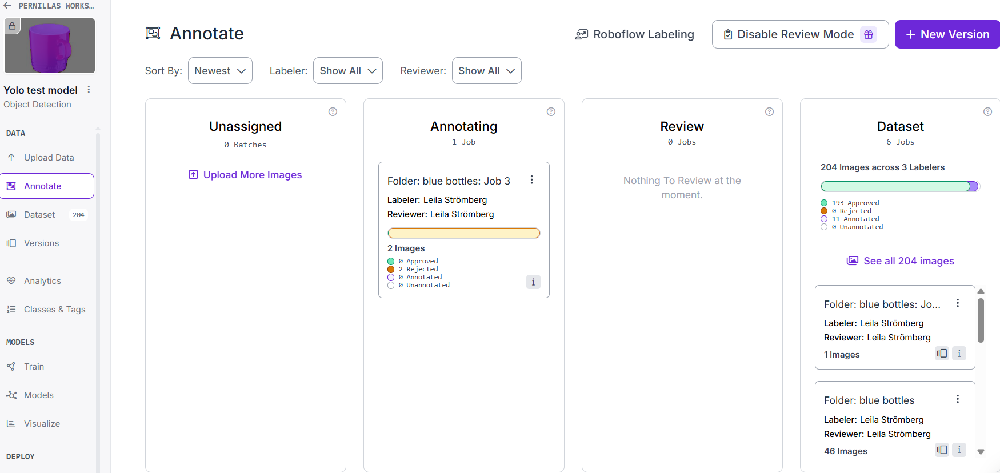 PERNILLAS WORKS…
Yolo test model
Object Detection
DATA
Upload Data
Annotate
Dataset 204
Versions
Analytics
Classes & Tags
MODELS
Train
Models
Visualize
DEPLOY
Annotate
Roboflow Labeling
Disable Review Mode
+ New Version
Sort By: Newest
Labeler: Show All
Reviewer: Show All
Unassigned
0 Batches
Upload More Images
Annotating
1 Job
Folder: blue bottles: Job 3
Labeler: Leila Strömberg
Reviewer: Leila Strömberg
2 Images
0 Approved
2 Rejected
0 Annotated
0 Unannotated
i
Review
0 Jobs
Nothing To Review at the
moment.
Dataset
6 Jobs
204 Images across 3 Labelers
193 Approved
0 Rejected
11 Annotated
0 Unannotated
See all 204 images
Folder: blue bottles: Jo...
Labeler: Leila Strömberg
Reviewer: Leila Strömberg
1 Images
i
Folder: blue bottles
Labeler: Leila Strömberg
Reviewer: Leila Strömberg
46 Images
i